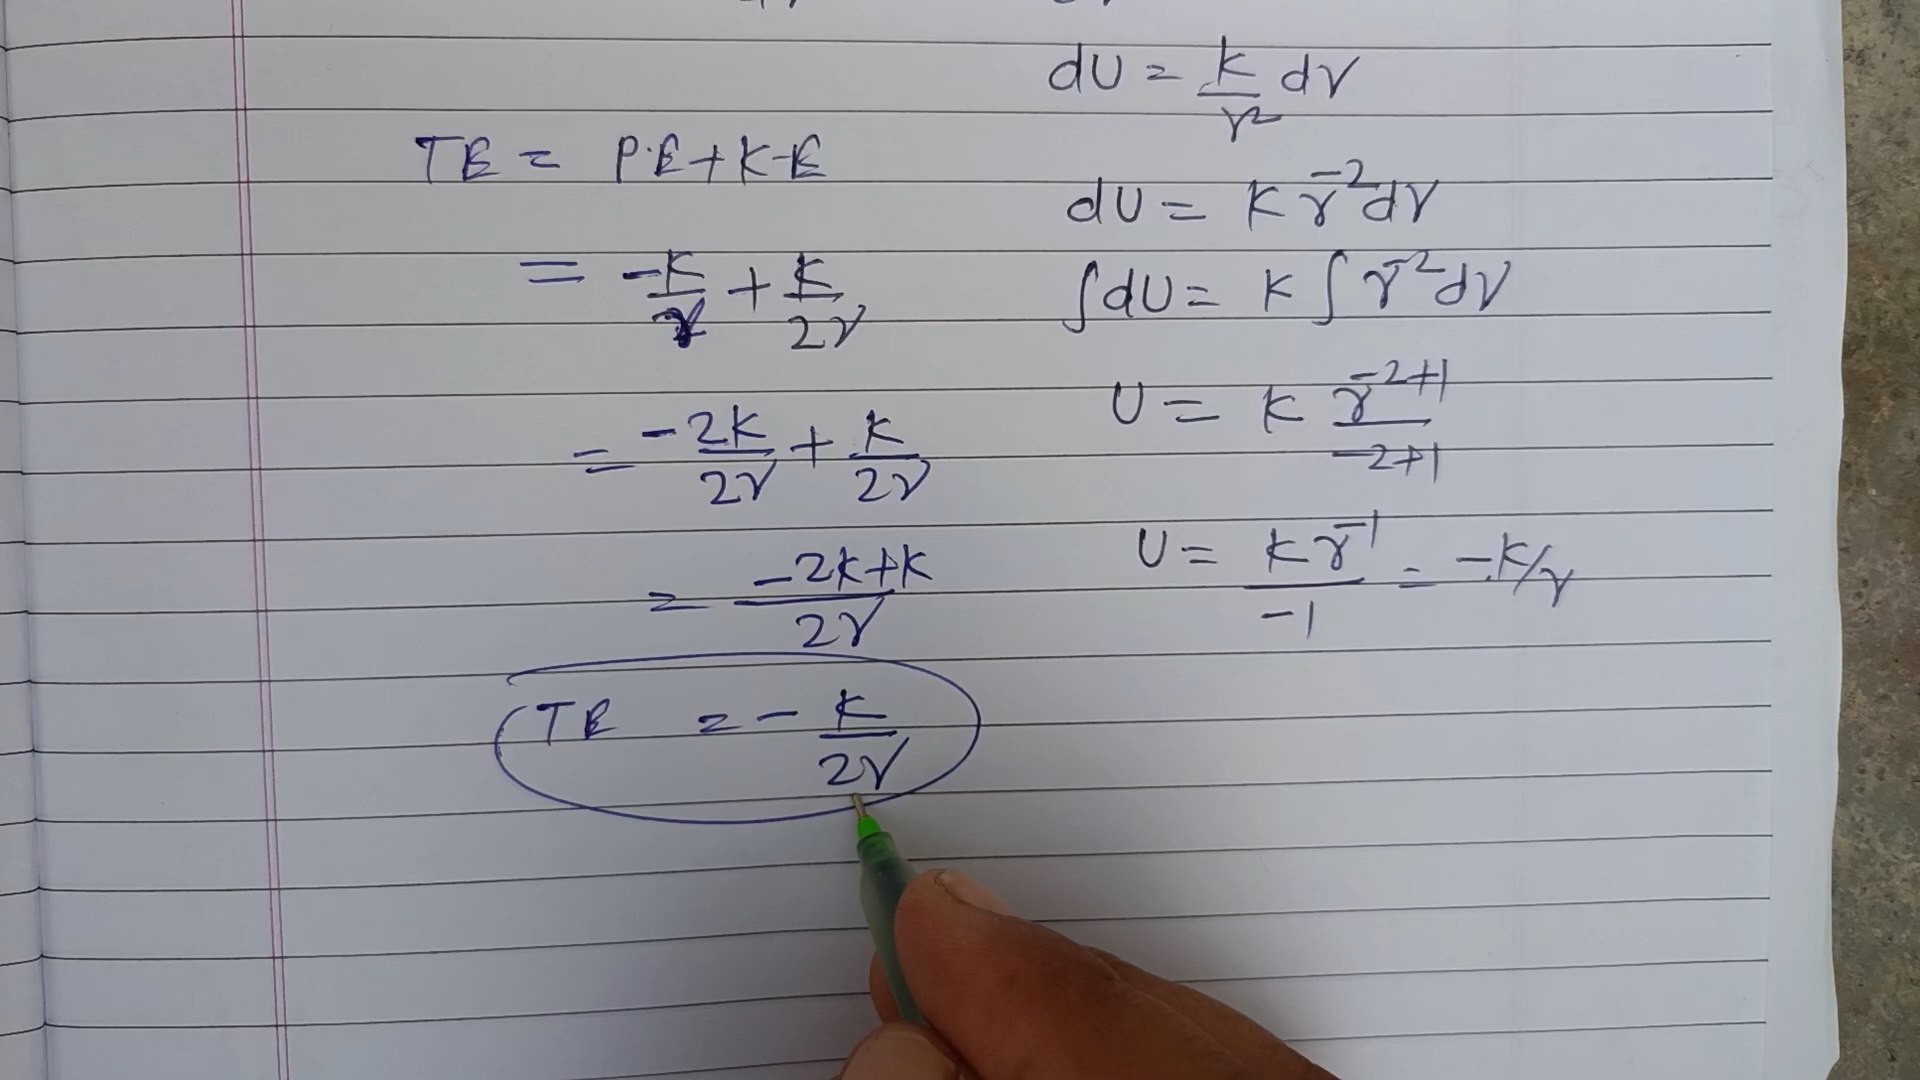 TE = P.E+K-E
= -K/r + K/2r
= -2K/2r + K/2r
= -2K+K/2r
TE = - K/2r
dU = K/r² dr
dU = K r⁻² dr
∫dU = K ∫ r⁻² dr
U = K r⁻²⁺¹/-2+1
U = K r⁻¹/-1 = -K/r